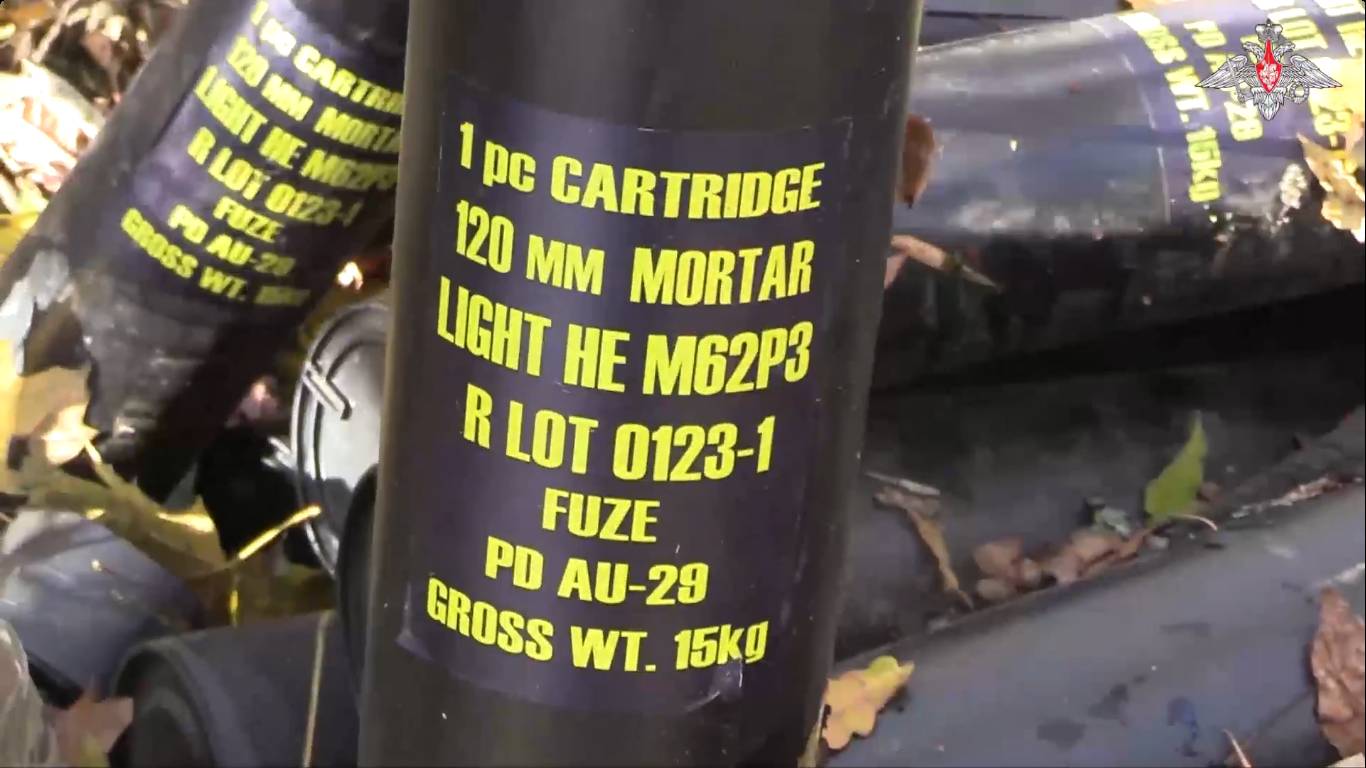 1 pc CARTRIDGE
120 MM MORTAR
LIGHT HE M62P3
R LOT 0123-1
FUZE
PD AU-29
GROSS WT. 15kg
1 pc
120 MM
LIGHT HE M62P3
R LOT 0123-1
FUZE
PD AU-29
GROSS WT.
GROSS WT. 15kg
PD
LOT